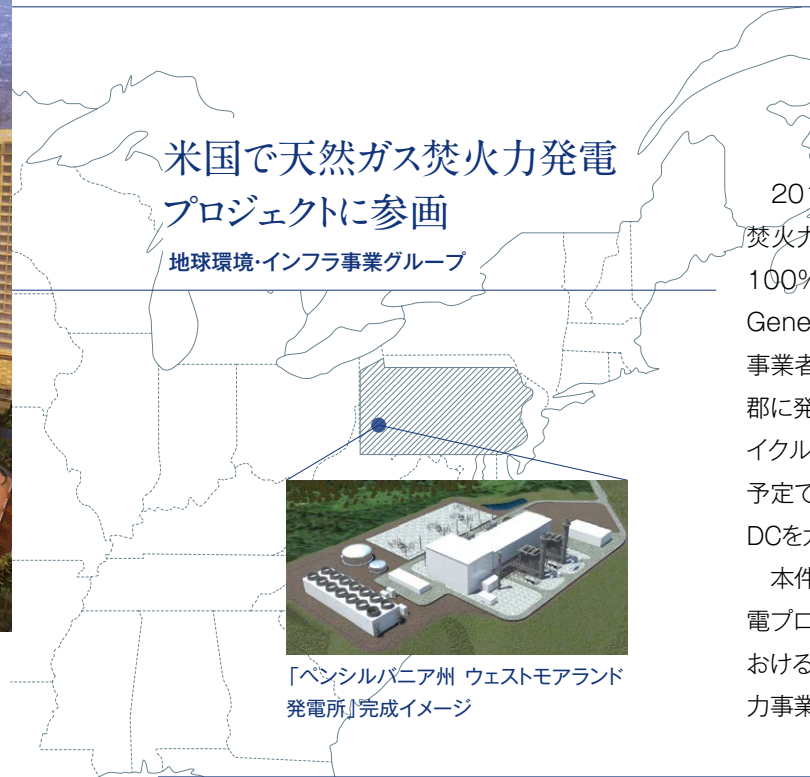 米国で天然ガス焚火力発電
プロジェクトに参画
地球環境・インフラ事業グループ
「ペンシルバニア州 ウェストモアランド
発電所」完成イメージ
20
焚火力
100%
Gene
事業者
郡に発
イクル
予定で
DCを
本件
電プロ
おける
力事業